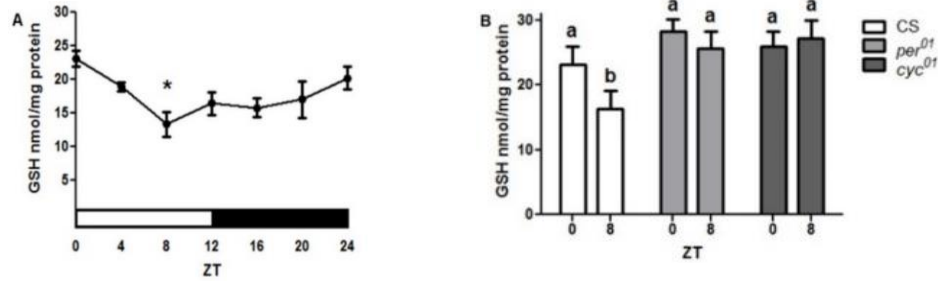 A
GSH nmol/mg protein
30
25
20
15
10
5
*
0 4 8 12 16 20 24
ZT
B
GSH nmol/mg protein
30
20
10
0
a b a a a a
0 8 0 8 0 8
ZT
CS
per01
cyc01